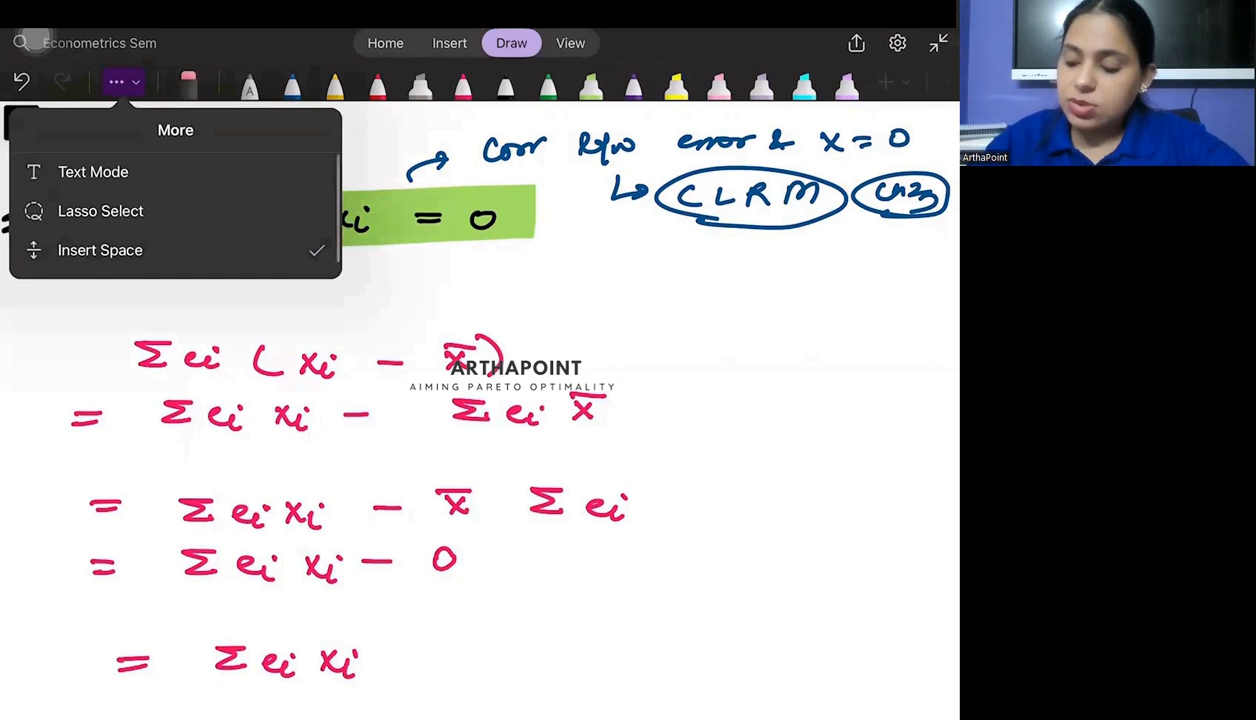 Econometrics Sem
Home Insert Draw View
More
Text Mode
Lasso Select
Insert Space
Corr B/w error & x = 0
CLRM
xi = 0
ArthaPoint
Σ ei ( xi − x̄ )
ARTHAPOINT
AIMING PARETO OPTIMALITY
= Σ ei xi − Σ ei x̄
= Σ ei xi − x̄ Σ ei
= Σ ei xi − 0
= Σ ei xi